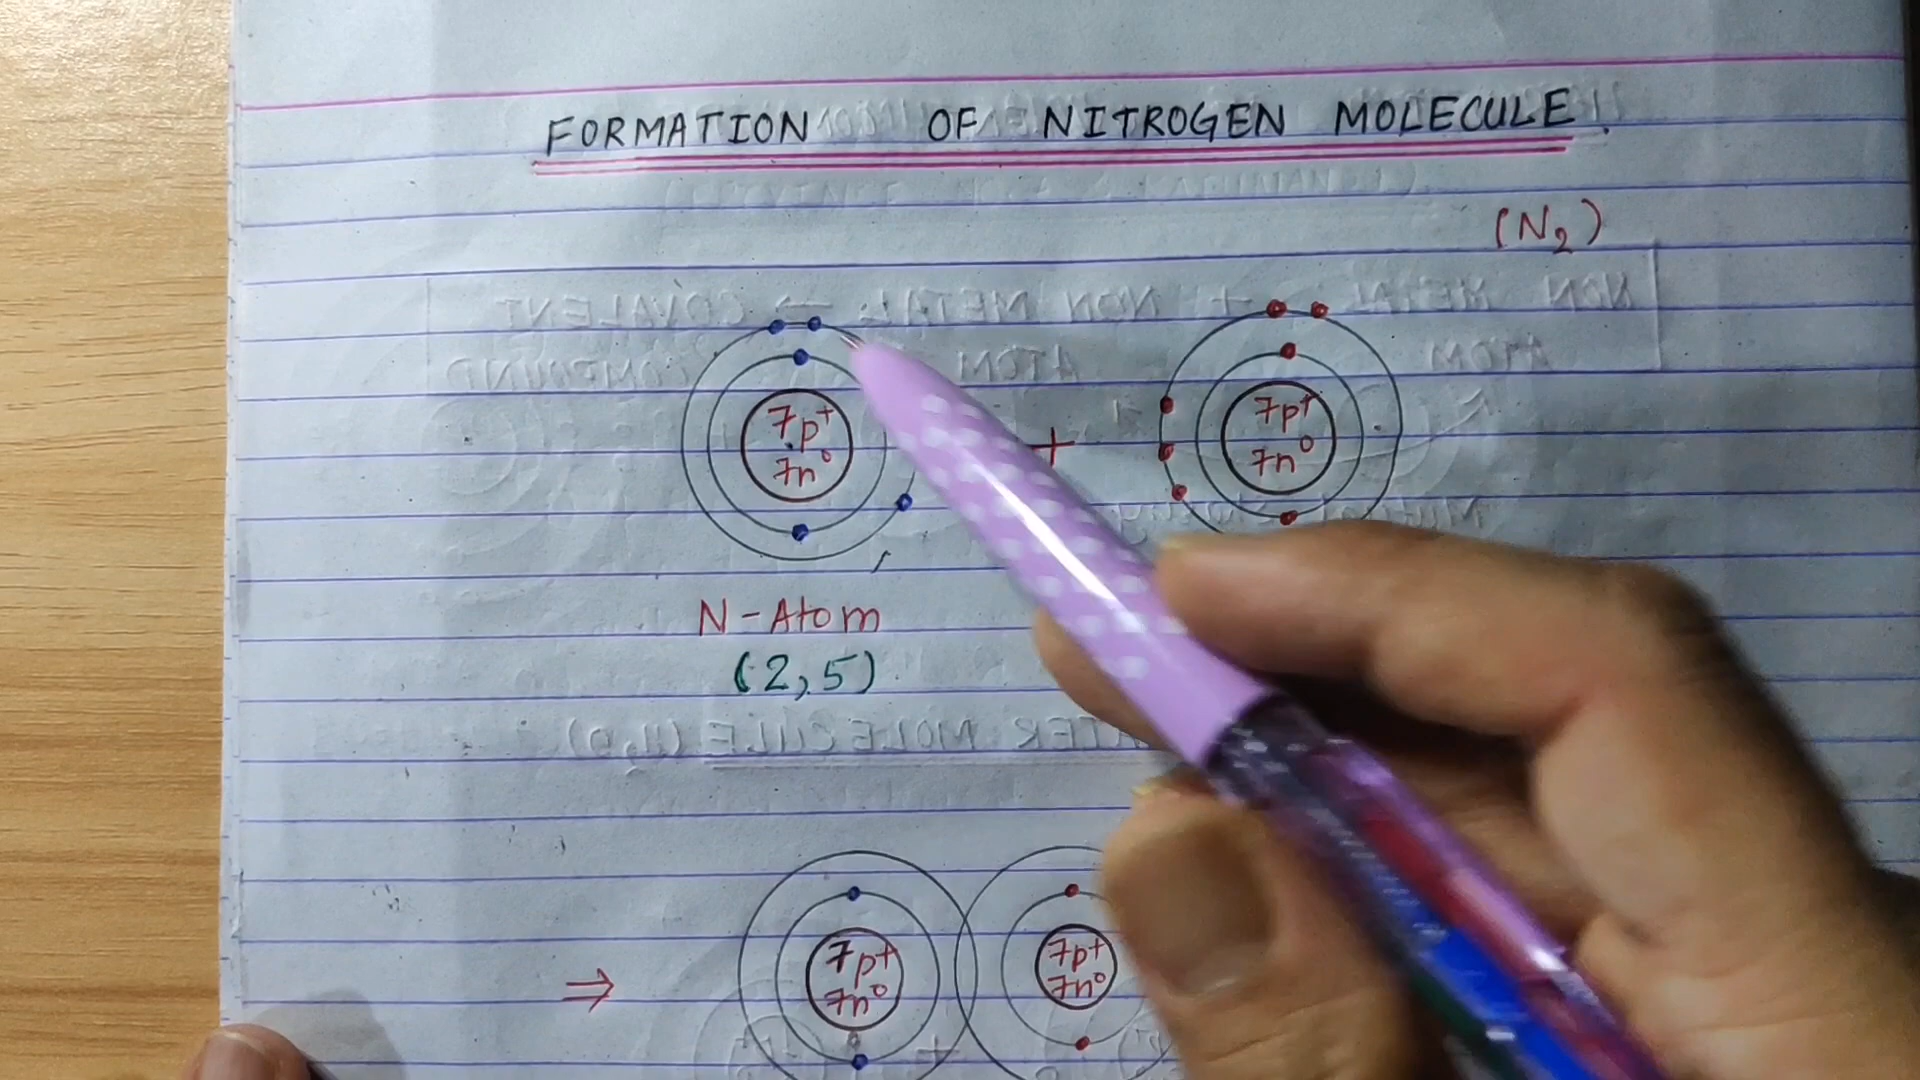 FORMATION OF NITROGEN MOLECULE.
(N₂)
7p⁺
7n⁰
+
7p⁺
7n⁰
N-Atom
(2,5)
⇒
7p+
7n⁰
7p+
7n⁰